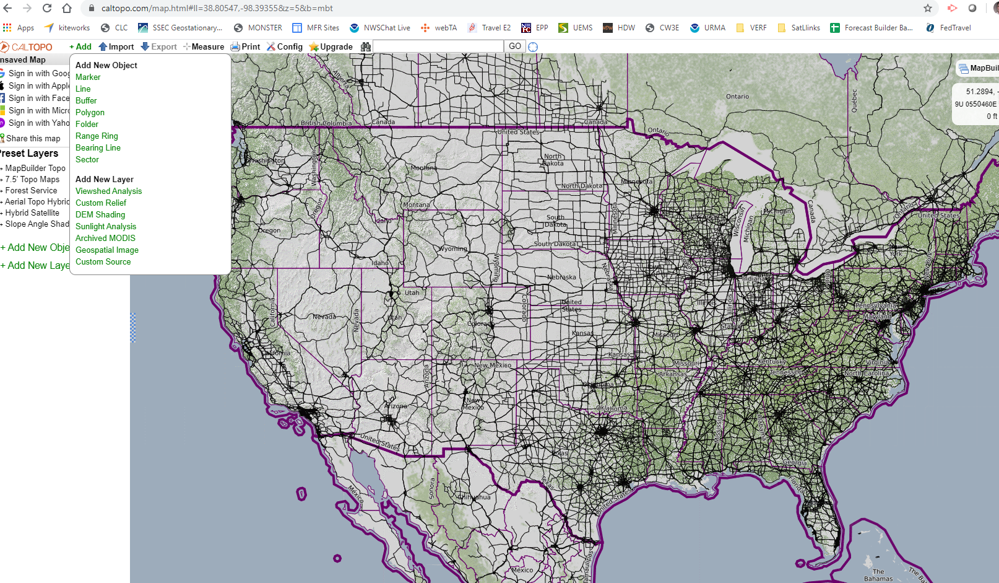 caltopo.com/map.html#ll=38.80547,-98.39355&z=5&b=mbt
Apps
kiteworks
CLC
SSEC Geostationary...
MONSTER
MFR Sites
NWSChat Live
webTA
Travel E2
EPP
UEMS
HDW
CW3E
URMA
VERF
SatLlinks
Forecast Builder Ba...
FedTravel
CALTOPO
+ Add
Import
Export
Measure
Print
Config
Upgrade
GO
nsaved Map
Sign in with Goog
Sign in with Apple
Sign in with Face
Sign in with Micro
Sign in with Yaho
Share this map
Preset Layers
MapBuilder Topo
7.5' Topo Maps
Forest Service
Aerial Topo Hybrid
Hybrid Satellite
Slope Angle Shad
+ Add New Obje
+ Add New Laye
Add New Object
Marker
Line
Buffer
Polygon
Folder
Range Ring
Bearing Line
Sector
Add New Layer
Viewshed Analysis
Custom Relief
DEM Shading
Sunlight Analysis
Archived MODIS
Geospatial Image
Custom Source
MapBuil
51.2894, -
9U 0550460E
0 ft
Alberta
British Columbia
Canada
Canada
United States
Ontario
Ontario
Québec
Washington
Washington
Montana
North
Dakota
North Dakota
Minnesota
Minnesota
Montana
Oregon
Oregon
Idaho
Idaho
South
Dakota
South Dakota
Wisconsin
Michigan
Michigan
Canada
Ontario
United States
New
York
Wyoming
Wyoming
Nebraska
Nebraska
Iowa
Indiana
Ohio
Utah
Utah
Nevada
Nevada
California
California
Colorado
Colorado
United
States
Kansas
Kansas
Illinois
Illinois
United
States
Missouri
Missouri
Pennsylvania
Maryland
Virginia
Kentucky
Tennessee
North Carolina
Arkansas
Oklahoma
Oklahoma
New Mexico
New
Mexico
Arizona
Arizona
Texas
Texas
Mississippi
Alabama
Georgia
Florida
United States
United States
México
Sonora
Chihuahua
México
Tamaulipas
The
Bahamas
The Ba